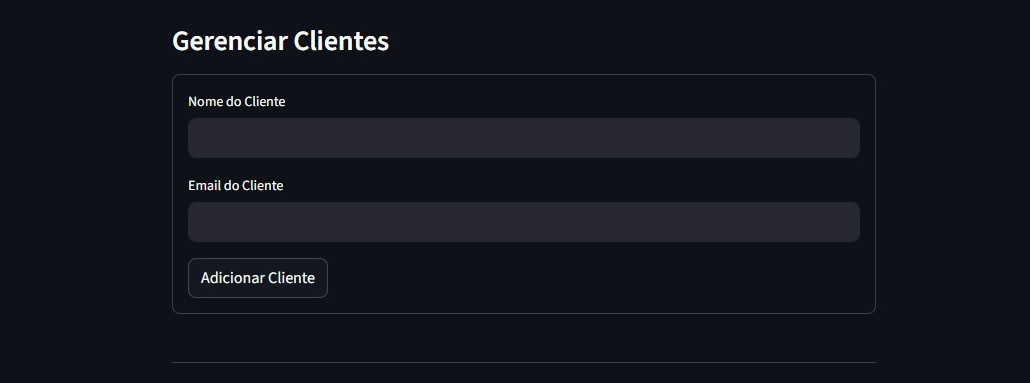 Gerenciar Clientes
Nome do Cliente
Email do Cliente
Adicionar Cliente